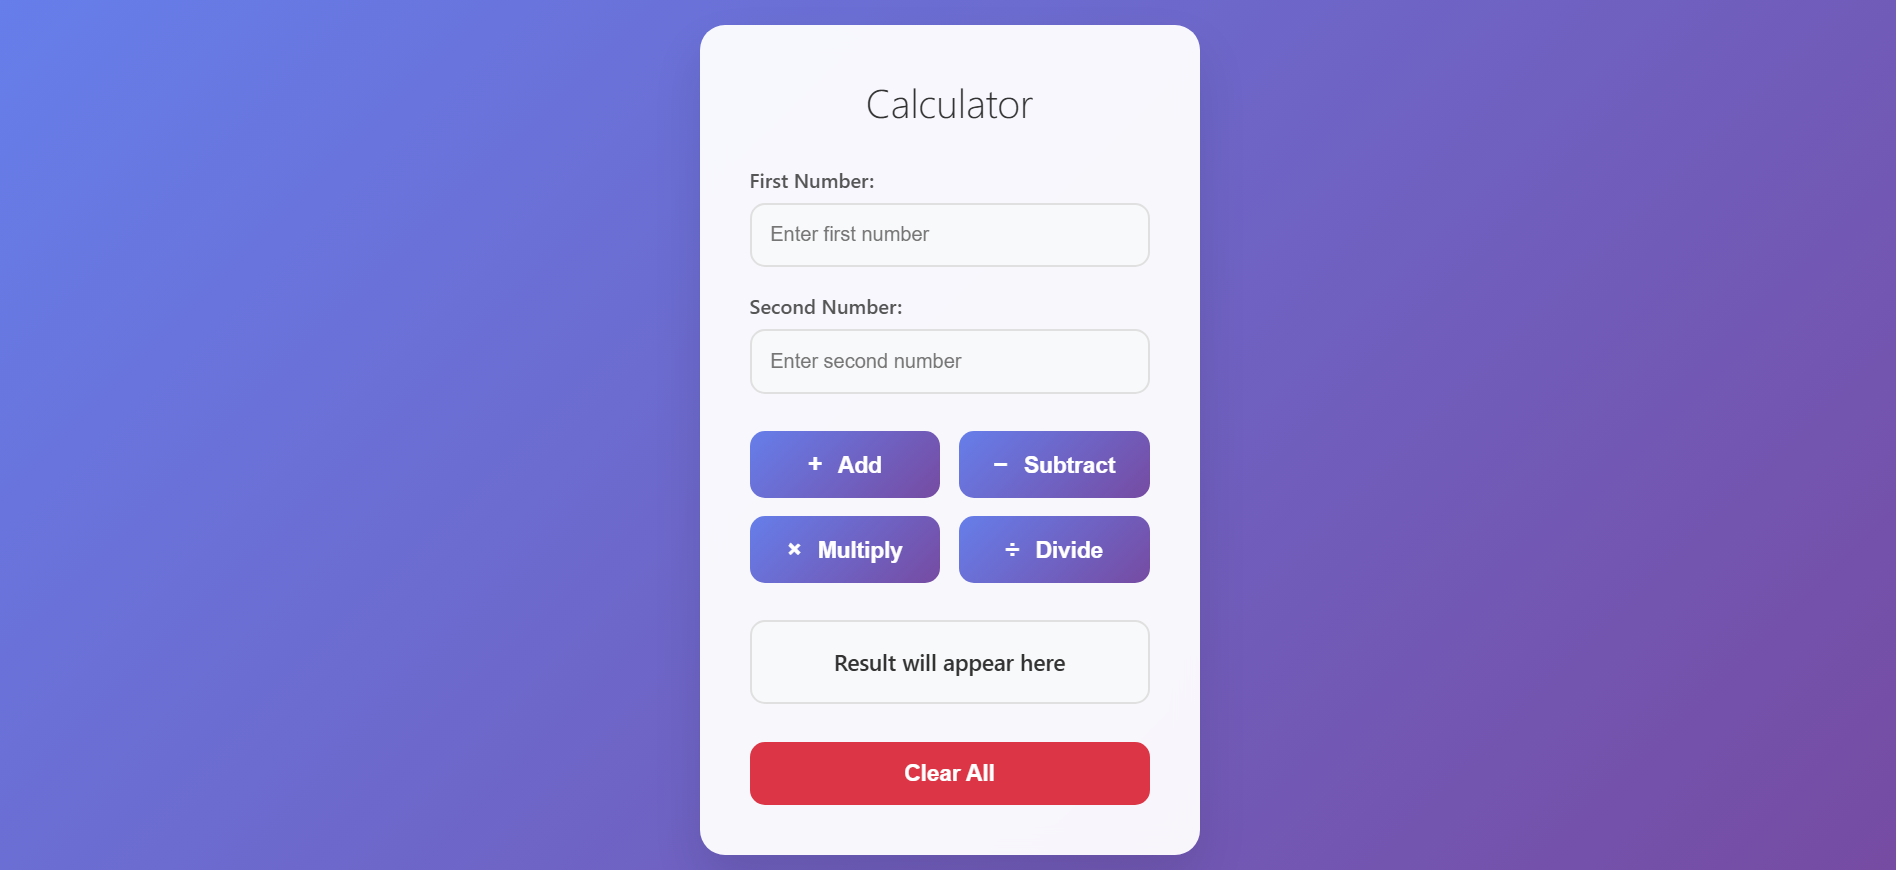 Calculator
First Number:
Enter first number
Second Number:
Enter second number
+ Add
− Subtract
× Multiply
÷ Divide
Result will appear here
Clear All